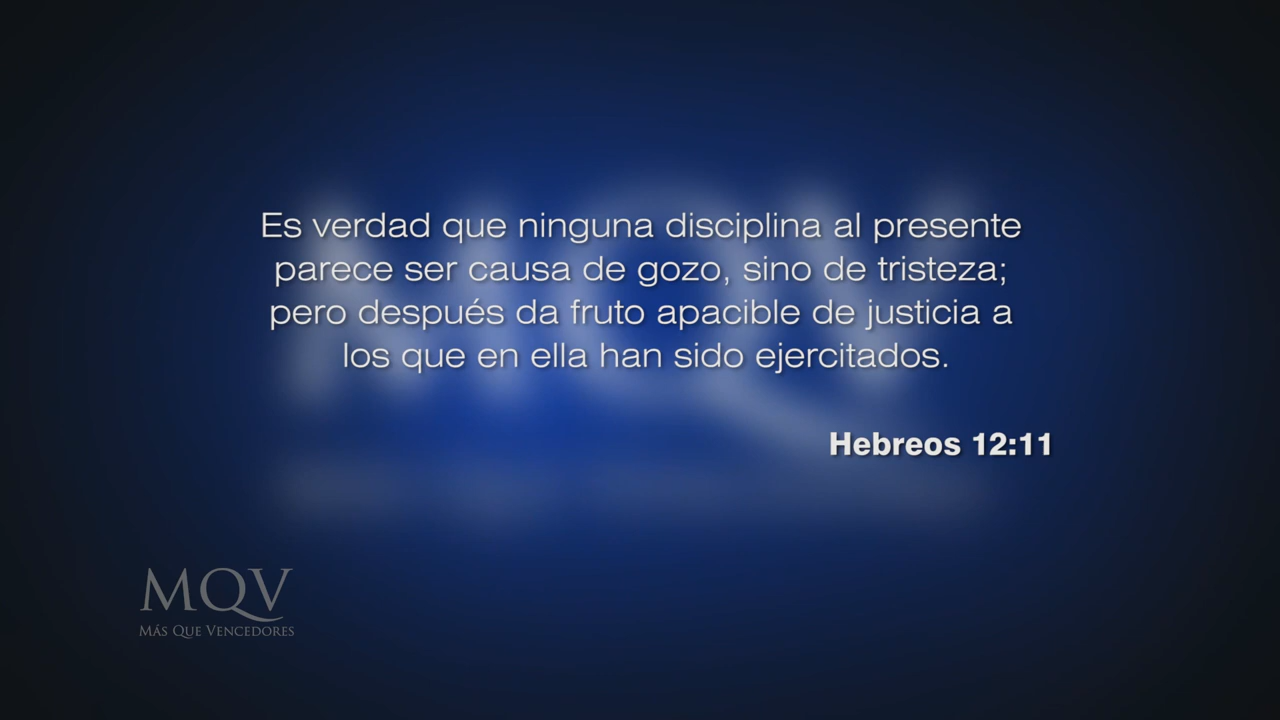 Es verdad que ninguna disciplina al presente
parece ser causa de gozo, sino de tristeza;
pero después da fruto apacible de justicia a
los que en ella han sido ejercitados.
Hebreos 12:11
MQV
MÁS QUE VENCEDORES